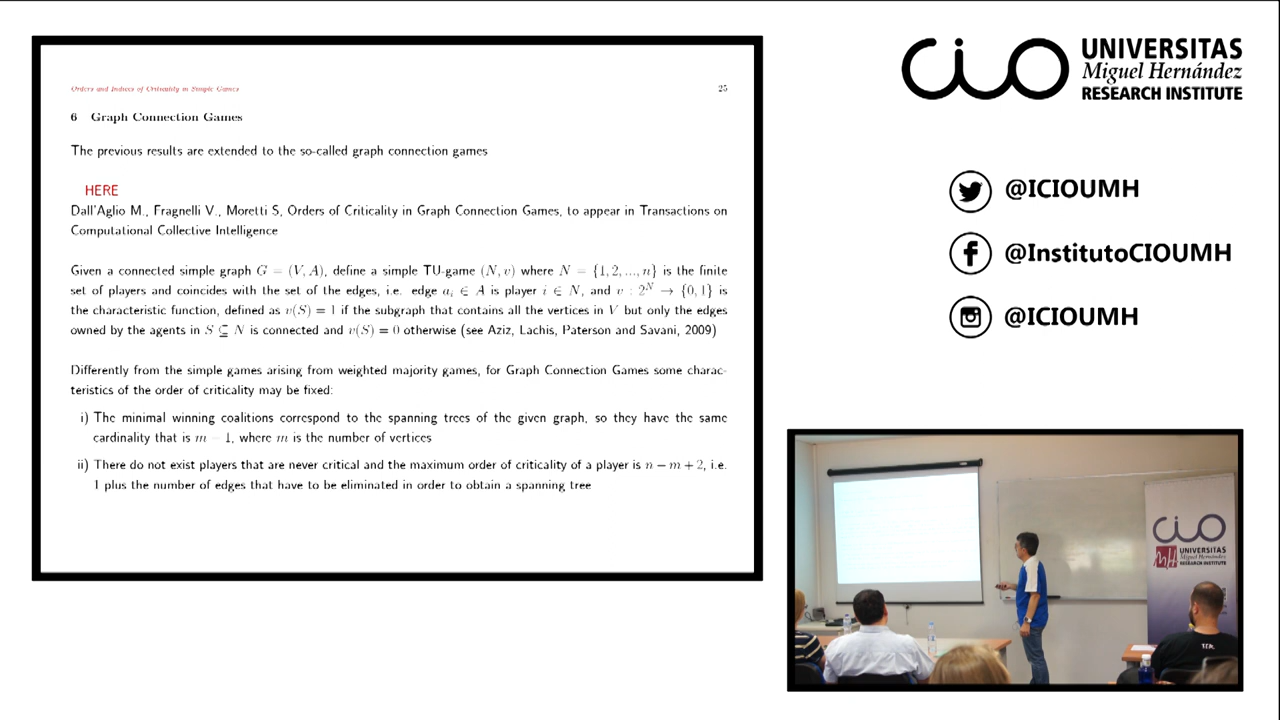 Orders and Indices of Criticality in Simple Games 25
6 Graph Connection Games
The previous results are extended to the so-called graph connection games
HERE
Dall'Aglio M., Fragnelli V., Moretti S, Orders of Criticality in Graph Connection Games, to appear in Transactions on
Computational Collective Intelligence
Given a connected simple graph G = (V, A), define a simple TU-game (N, v) where N = {1, 2, ..., n} is the finite
set of players and coincides with the set of the edges, i.e. edge aᵢ ∈ A is player i ∈ N, and v : 2ᴺ → {0, 1} is
the characteristic function, defined as v(S) = 1 if the subgraph that contains all the vertices in V but only the edges
owned by the agents in S ⊆ N is connected and v(S) = 0 otherwise (see Aziz, Lachis, Paterson and Savani, 2009)
Differently from the simple games arising from weighted majority games, for Graph Connection Games some charac-
teristics of the order of criticality may be fixed:
i) The minimal winning coalitions correspond to the spanning trees of the given graph, so they have the same
cardinality that is m − 1, where m is the number of vertices
ii) There do not exist players that are never critical and the maximum order of criticality of a player is n − m + 2, i.e.
1 plus the number of edges that have to be eliminated in order to obtain a spanning tree
CIO
UNIVERSITAS
Miguel Hernández
RESEARCH INSTITUTE
@ICIOUMH
@InstitutoCIOUMH
@ICIOUMH
CIO
UNIVERSITAS
Miguel Hernández
RESEARCH INSTITUTE